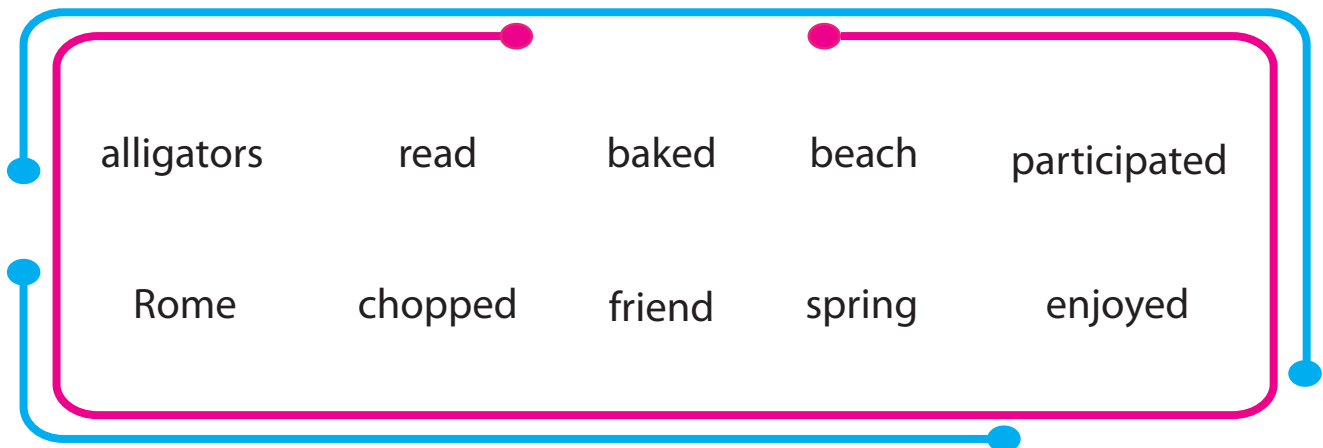 alligators read baked beach participated
Rome chopped friend spring enjoyed